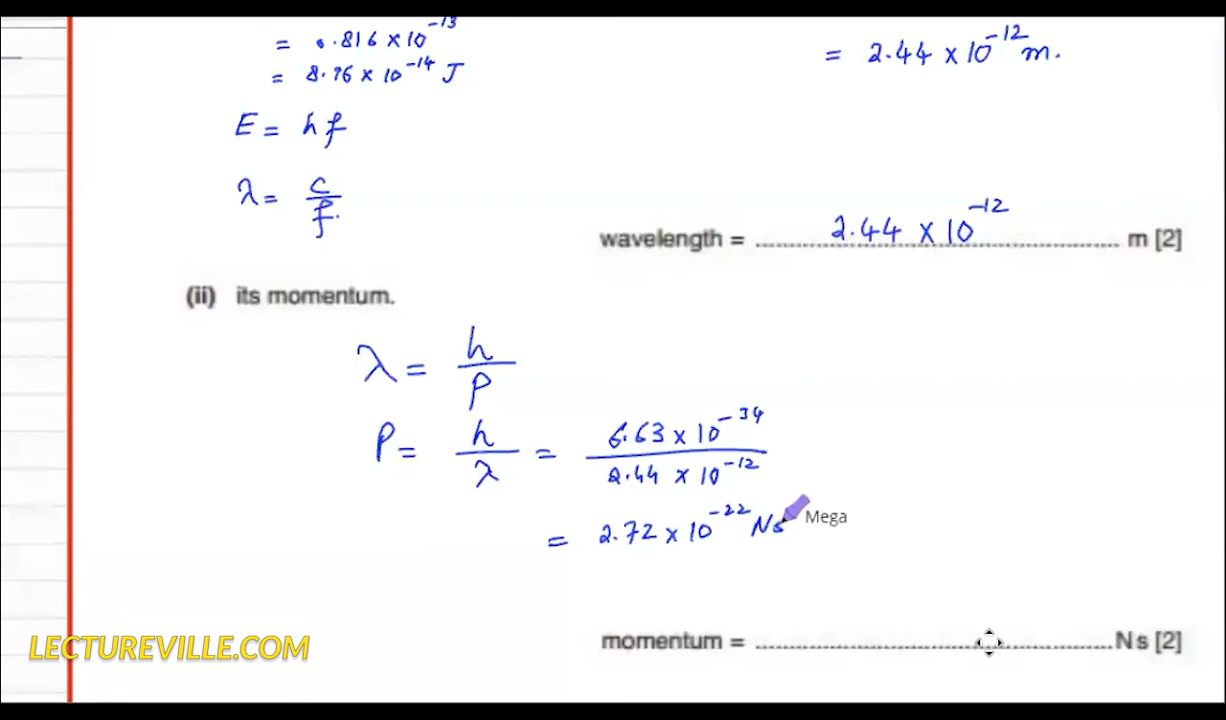 = 0.816 × 10⁻¹³
= 2.44 × 10⁻¹² m.
= 8.16 × 10⁻¹⁴ J
E = hf
λ = c/f.
wavelength = 2.44 × 10⁻¹² m [2]
(ii) its momentum.
λ = h/P
P = h/λ = 6.63 × 10⁻³⁴ / 2.44 × 10⁻¹²
= 2.72 × 10⁻²² Ns
Mega
LECTUREVILLE.COM
momentum = ............ N s [2]